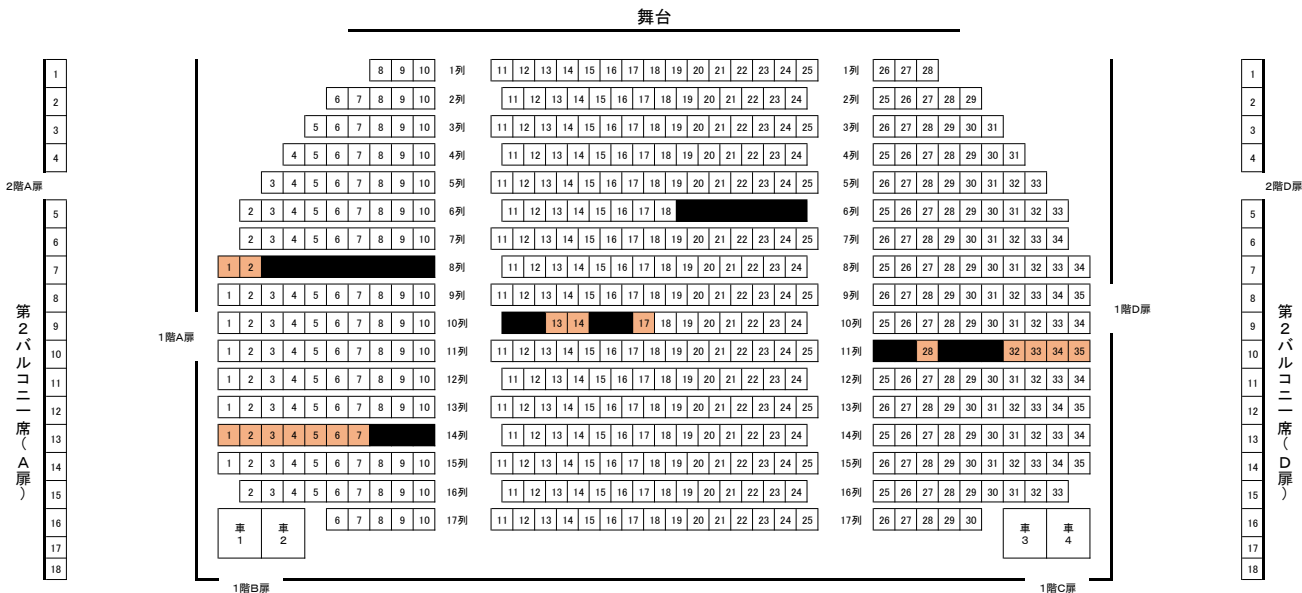 舞台
8 9 10 1列 11 12 13 14 15 16 17 18 19 20 21 22 23 24 25 1列 26 27 28
6 7 8 9 10 2列 11 12 13 14 15 16 17 18 19 20 21 22 23 24 2列 25 26 27 28 29
5 6 7 8 9 10 3列 11 12 13 14 15 16 17 18 19 20 21 22 23 24 25 3列 26 27 28 29 30 31
4 5 6 7 8 9 10 4列 11 12 13 14 15 16 17 18 19 20 21 22 23 24 4列 25 26 27 28 29 30 31
3 4 5 6 7 8 9 10 5列 11 12 13 14 15 16 17 18 19 20 21 22 23 24 25 5列 26 27 28 29 30 31 32 33
2 3 4 5 6 7 8 9 10 6列 11 12 13 14 15 16 17 18 6列 25 26 27 28 29 30 31 32 33
2 3 4 5 6 7 8 9 10 7列 11 12 13 14 15 16 17 18 19 20 21 22 23 24 25 7列 26 27 28 29 30 31 32 33 34
1 2 8列 11 12 13 14 15 16 17 18 19 20 21 22 23 24 8列 25 26 27 28 29 30 31 32 33 34
1 2 3 4 5 6 7 8 9 10 9列 11 12 13 14 15 16 17 18 19 20 21 22 23 24 25 9列 26 27 28 29 30 31 32 33 34 35
1 2 3 4 5 6 7 8 9 10 10列 13 14 17 18 19 20 21 22 23 24 10列 25 26 27 28 29 30 31 32 33 34
1 2 3 4 5 6 7 8 9 10 11列 11 12 13 14 15 16 17 18 19 20 21 22 23 24 25 11列 28 32 33 34 35
1 2 3 4 5 6 7 8 9 10 12列 11 12 13 14 15 16 17 18 19 20 21 22 23 24 12列 25 26 27 28 29 30 31 32 33 34
1 2 3 4 5 6 7 8 9 10 13列 11 12 13 14 15 16 17 18 19 20 21 22 23 24 25 13列 26 27 28 29 30 31 32 33 34 35
1 2 3 4 5 6 7 14列 11 12 13 14 15 16 17 18 19 20 21 22 23 24 14列 25 26 27 28 29 30 31 32 33 34
1 2 3 4 5 6 7 8 9 10 15列 11 12 13 14 15 16 17 18 19 20 21 22 23 24 25 15列 26 27 28 29 30 31 32 33 34 35
2 3 4 5 6 7 8 9 10 16列 11 12 13 14 15 16 17 18 19 20 21 22 23 24 16列 25 26 27 28 29 30 31 32 33
6 7 8 9 10 17列 11 12 13 14 15 16 17 18 19 20 21 22 23 24 25 17列 26 27 28 29 30
車1 車2 車3 車4
1階A扉
1階B扉
1階C扉
1階D扉
2階A扉
第2バルコニー席(A扉)
1
2
3
4
5
6
7
8
9
10
11
12
13
14
15
16
17
18
2階D扉
第2バルコニー席(D扉)
1
2
3
4
5
6
7
8
9
10
11
12
13
14
15
16
17
18